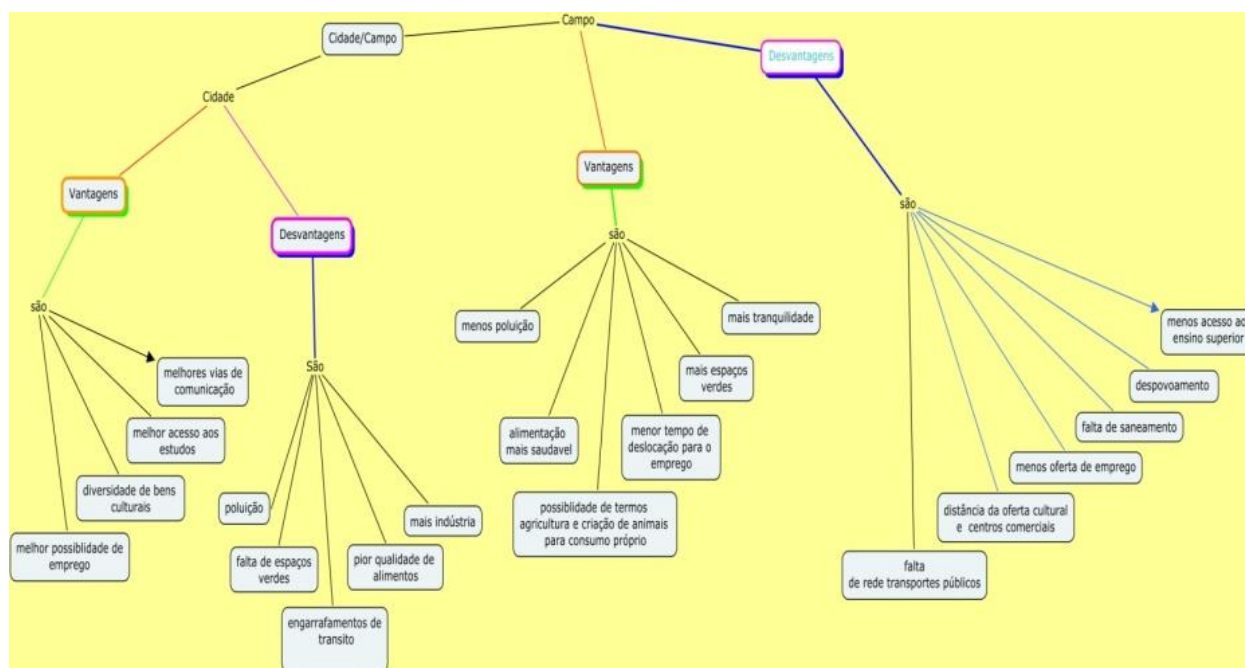 Campo
Cidade/Campo
Desvantagens
Cidade
Vantagens
Vantagens
são
Desvantagens
são
são
mais tranquilidade
menos poluição
menos acesso ao
ensino superior
São
melhores vias de
comunicação
mais espaços
verdes
despovoamento
melhor acesso aos
estudos
alimentação
mais saudavel
menor tempo de
deslocação para o
emprego
falta de saneamento
menos oferta de emprego
diversidade de bens
culturais
poluição
mais indústria
possiblidade de termos
agricultura e criação de animais
para consumo próprio
distância da oferta cultural
e centros comerciais
melhor possiblidade de
emprego
falta de espaços
verdes
pior qualidade de
alimentos
falta
de rede transportes públicos
engarrafamentos de
transito